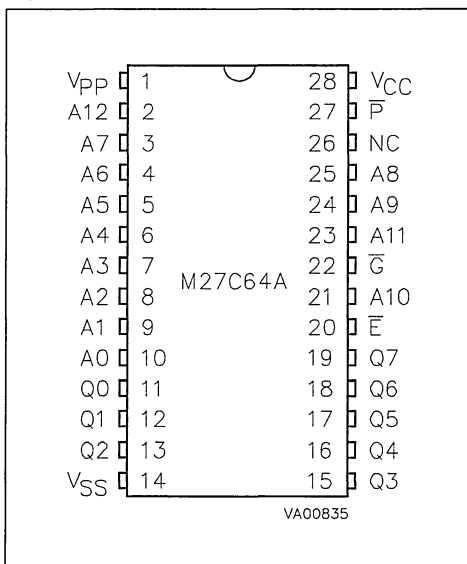 VPP 1 28 VCC
A12 2 27 P̅
A7 3 26 NC
A6 4 25 A8
A5 5 24 A9
A4 6 23 A11
A3 7 22 G̅
M27C64A
A2 8 21 A10
A1 9 20 E̅
A0 10 19 Q7
Q0 11 18 Q6
Q1 12 17 Q5
Q2 13 16 Q4
VSS 14 15 Q3
VA00835